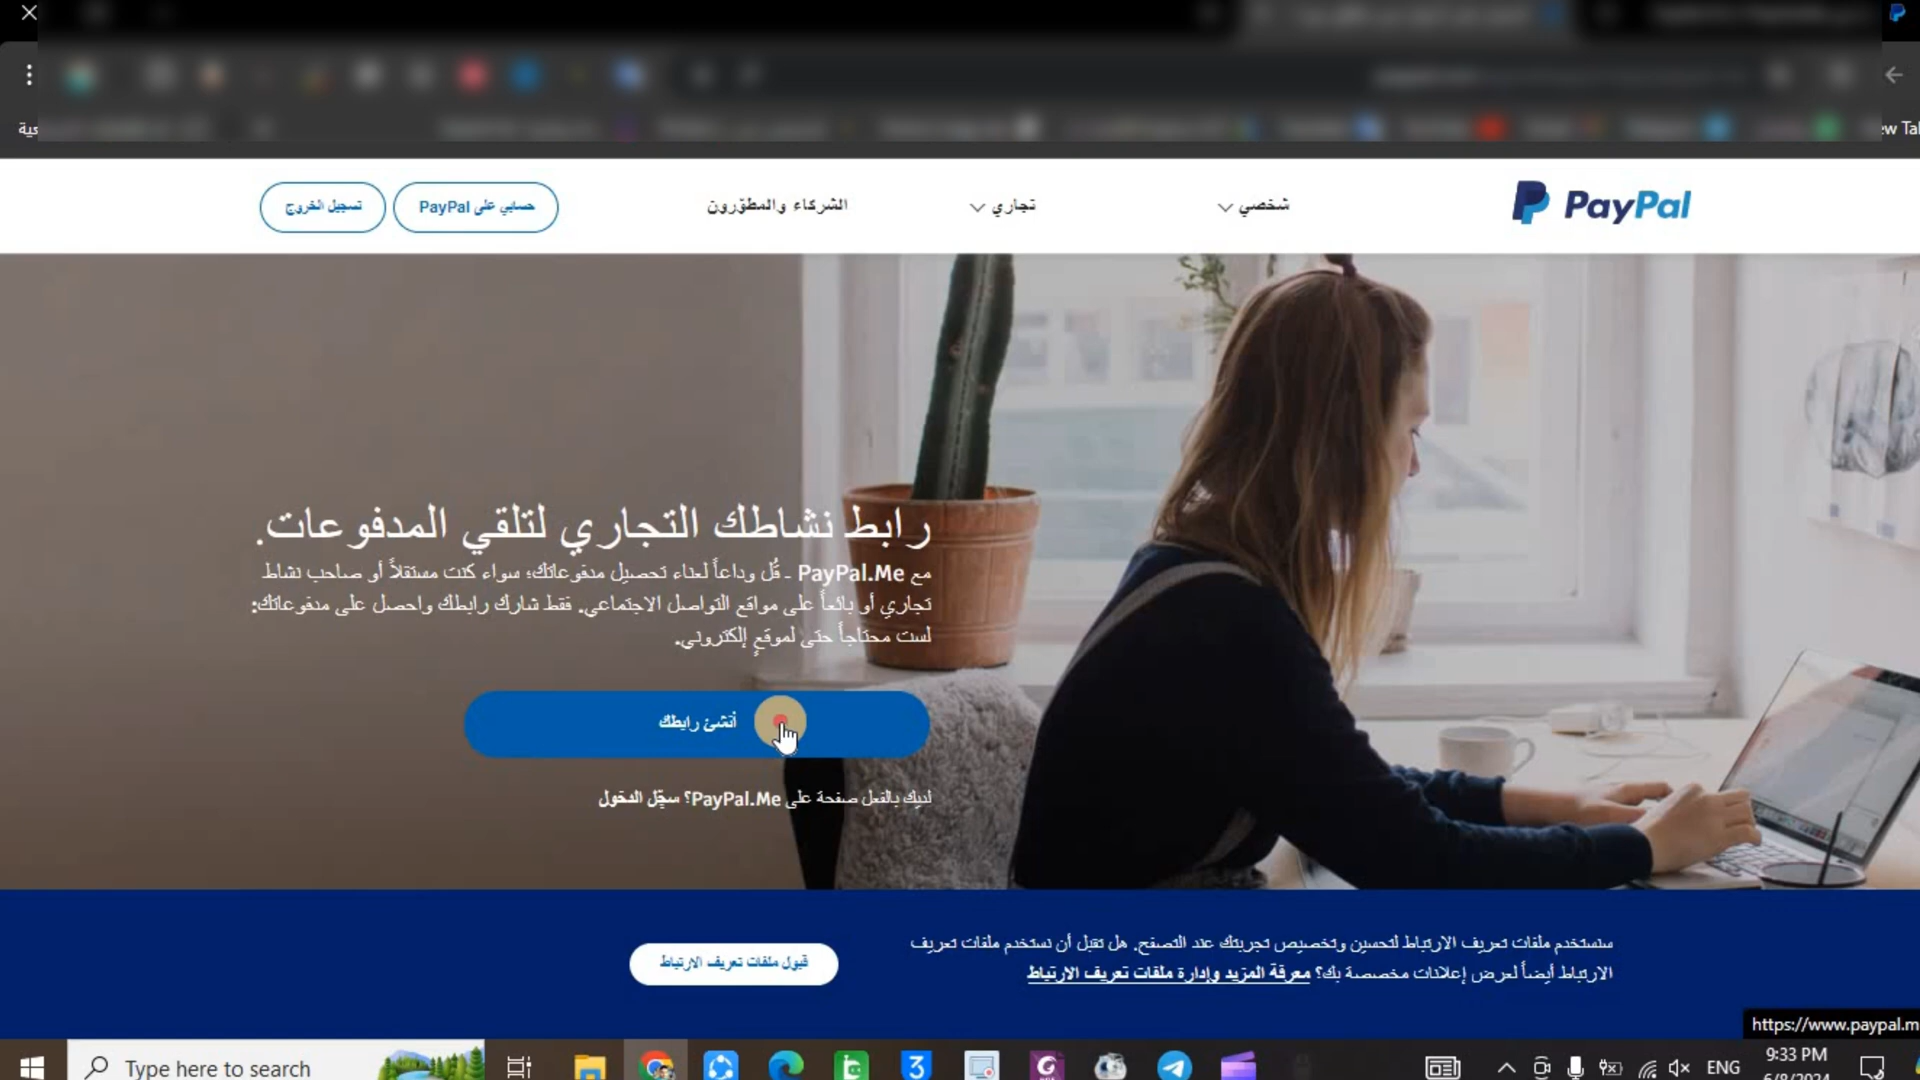 PayPal
شخصي
تجاري
الشركاء والمطوّرون
حسابي على PayPal
تسجيل الخروج
رابط نشاطك التجاري لتلقي المدفوعات.
مع PayPal.Me ـ قُل وداعاً لعناء تحصيل مدفوعاتك؛ سواء كنت مستقلاً أو صاحب نشاط
تجاري أو بائعاً على مواقع التواصل الاجتماعي. فقط شارك رابطك واحصل على مدفوعاتك:
لست محتاجاً حتى لموقعٍ إلكتروني.
أنشئ رابطك
لديك بالفعل صفحة على PayPal.Me؟ سجّل الدخول
سنستخدم ملفات تعريف الارتباط لتحسين وتخصيص تجربتك عند التصفح. هل تقبل أن نستخدم ملفات تعريف
الارتباط أيضاً لعرض إعلانات مخصصة بك؟ معرفة المزيد وإدارة ملفات تعريف الارتباط
قبول ملفات تعريف الارتباط
https://www.paypal.m
Type here to search
ENG
9:33 PM
6/8/2024